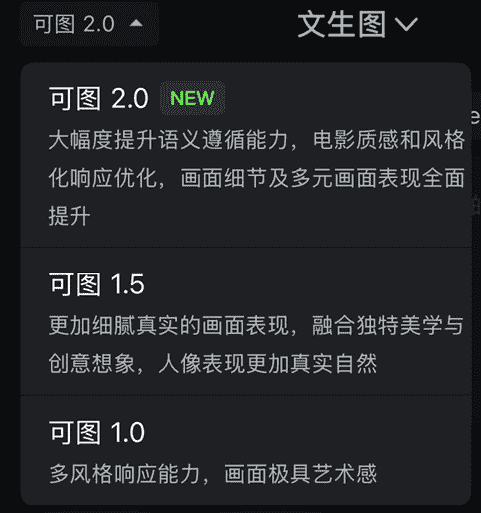 可图 2.0
文生图
可图 2.0 NEW
大幅度提升语义遵循能力，电影质感和风格
化响应优化，画面细节及多元画面表现全面
提升
可图 1.5
更加细腻真实的画面表现，融合独特美学与
创意想象，人像表现更加真实自然
可图 1.0
多风格响应能力，画面极具艺术感